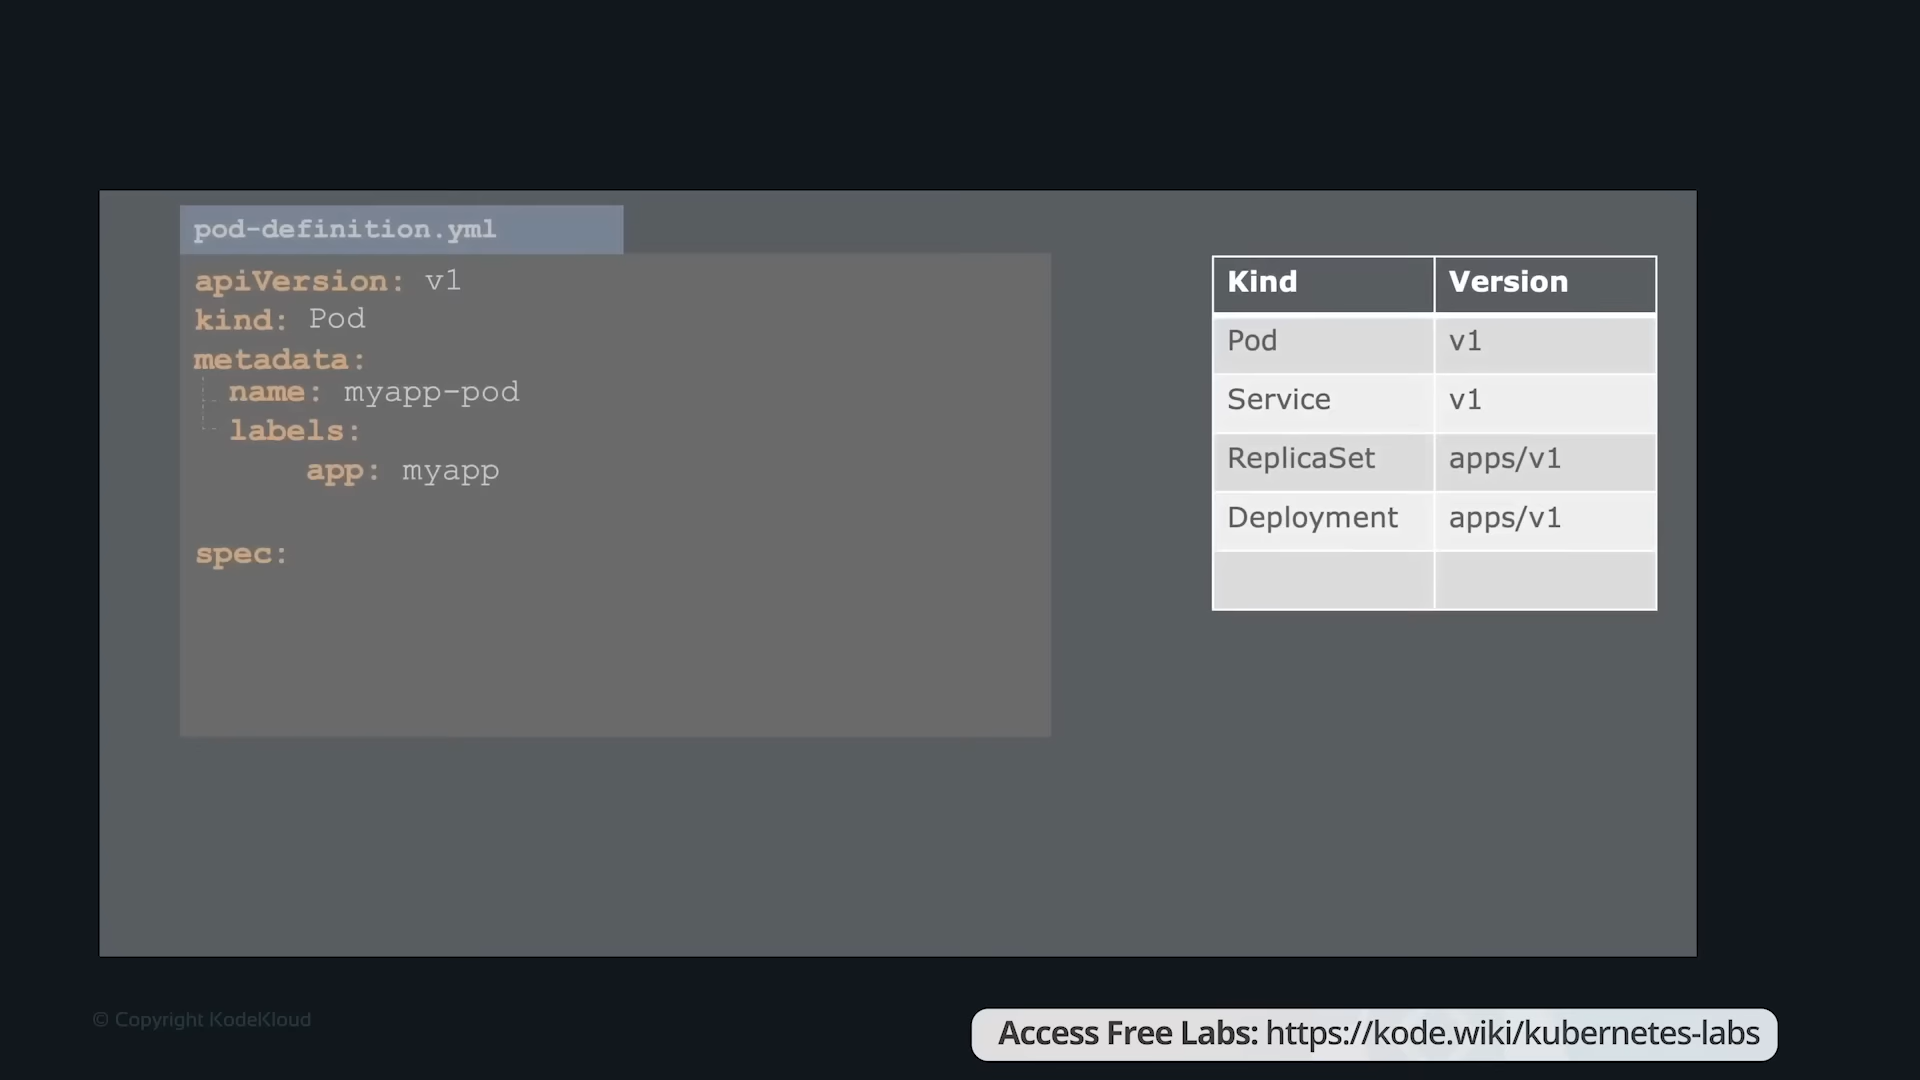 pod-definition.yml
apiVersion: v1
kind: Pod
metadata:
name: myapp-pod
labels:
app: myapp
spec:
Kind Version
Pod v1
Service v1
ReplicaSet apps/v1
Deployment apps/v1
© Copyright KodeKloud
Access Free Labs: https://kode.wiki/kubernetes-labs